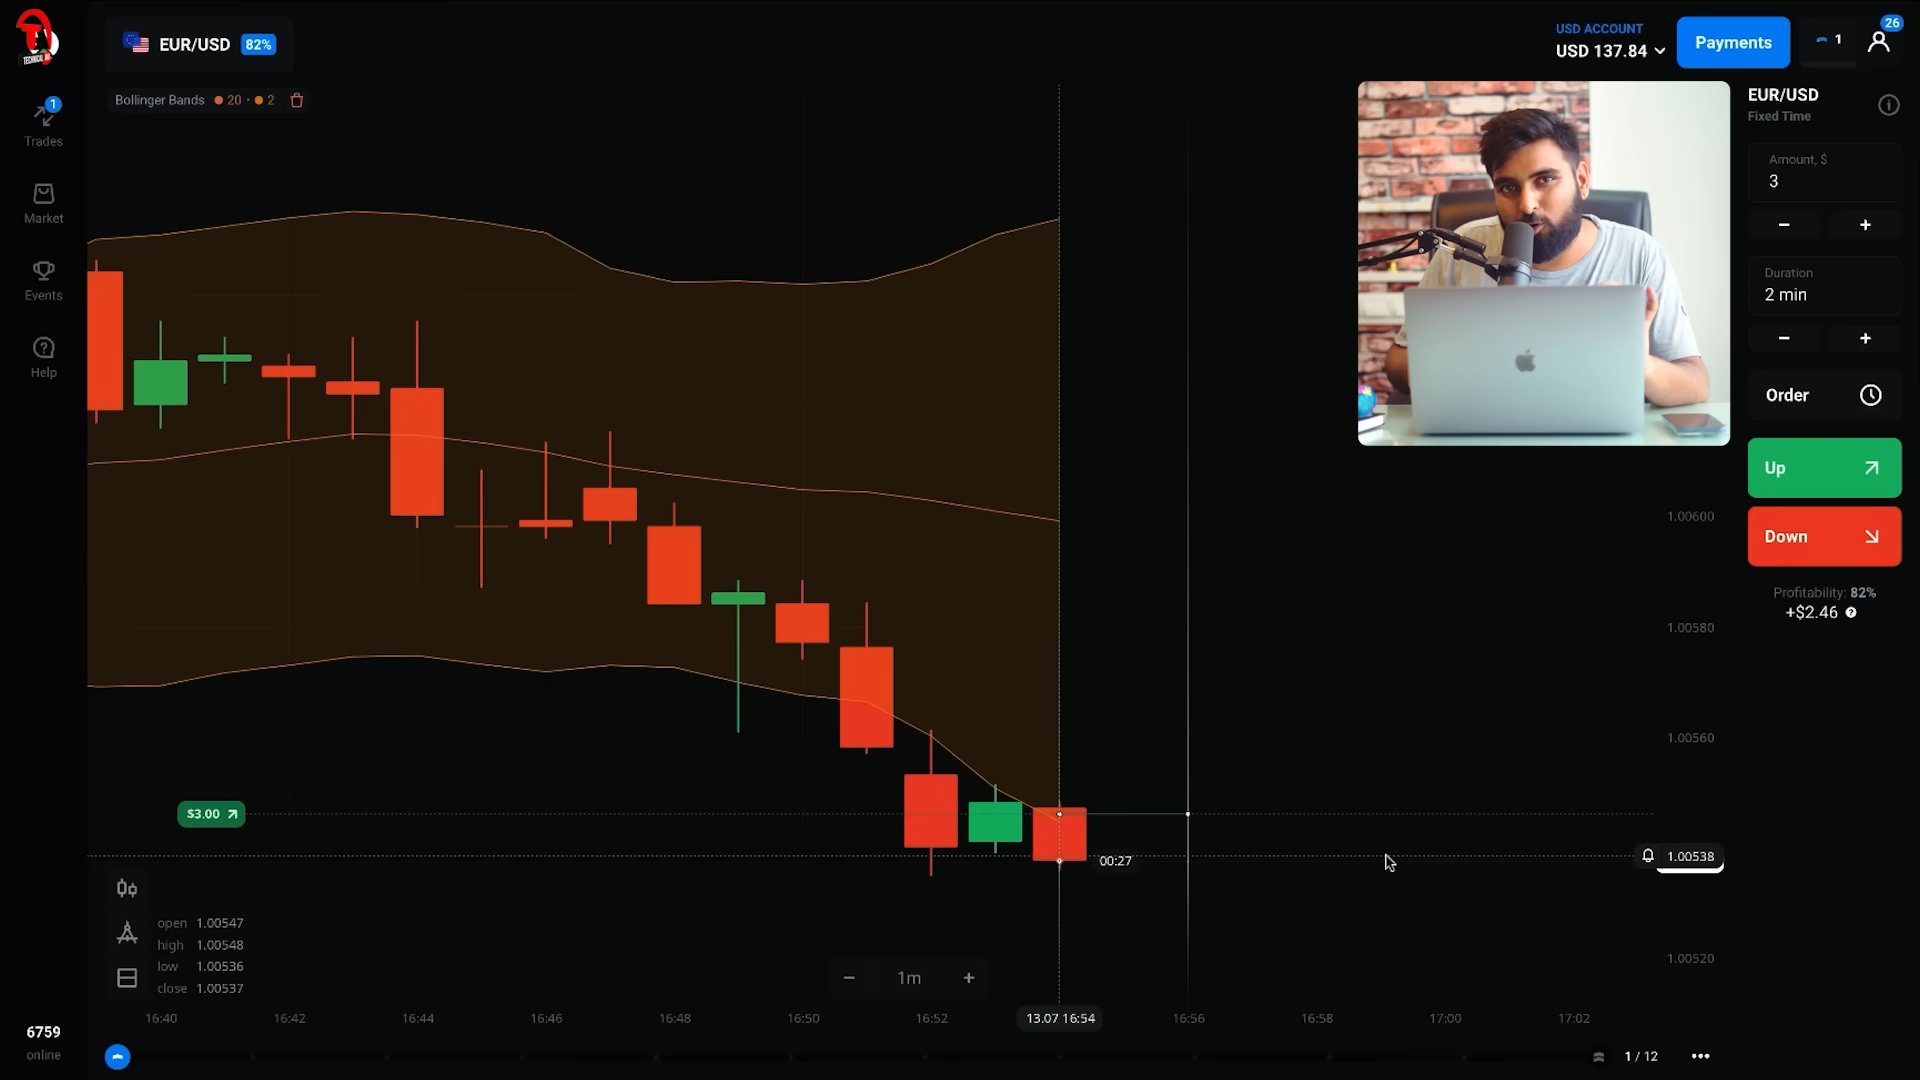 TECHNICAL
EUR/USD 82%
USD ACCOUNT
USD 137.84
Payments
1
26
Bollinger Bands 20 · 2
1
Trades
Market
Events
? Help
EUR/USD
Fixed Time
Amount, $
3
− +
Duration
2 min
− +
Order
Up
Down
Profitability: 82%
+$2.46 ?
1.00600
1.00580
1.00560
$3.00
00:27
1.00538
1.00520
open 1.00547
high 1.00548
low 1.00536
close 1.00537
− 1m +
16:40 16:42 16:44 16:46 16:48 16:50 16:52 13.07 16:54 16:56 16:58 17:00 17:02
6759
online
1 / 12